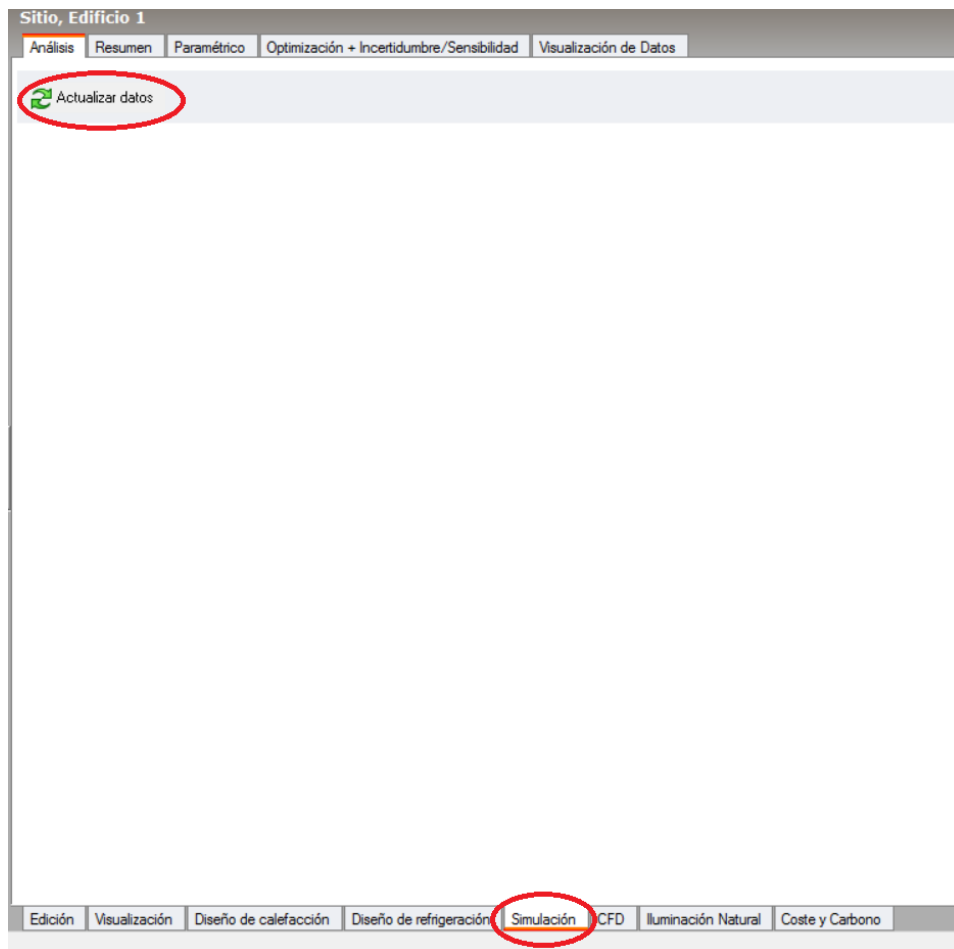 Sitio, Edificio 1
Análisis Resumen Paramétrico Optimización + Incertidumbre/Sensibilidad Visualización de Datos
Actualizar datos
Edición Visualización Diseño de calefacción Diseño de refrigeración Simulación CFD Iluminación Natural Coste y Carbono